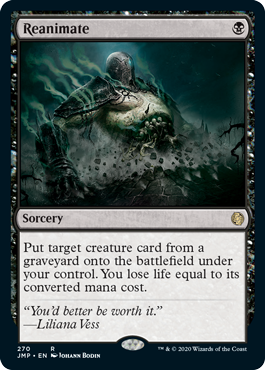 Reanimate
Sorcery
Put target creature card from a
graveyard onto the battlefield under
your control. You lose life equal to its
converted mana cost.
“You’d better be worth it.”
—Liliana Vess
270 R
JMP • EN JOHANN BODIN
™ & © 2020 Wizards of the Coast